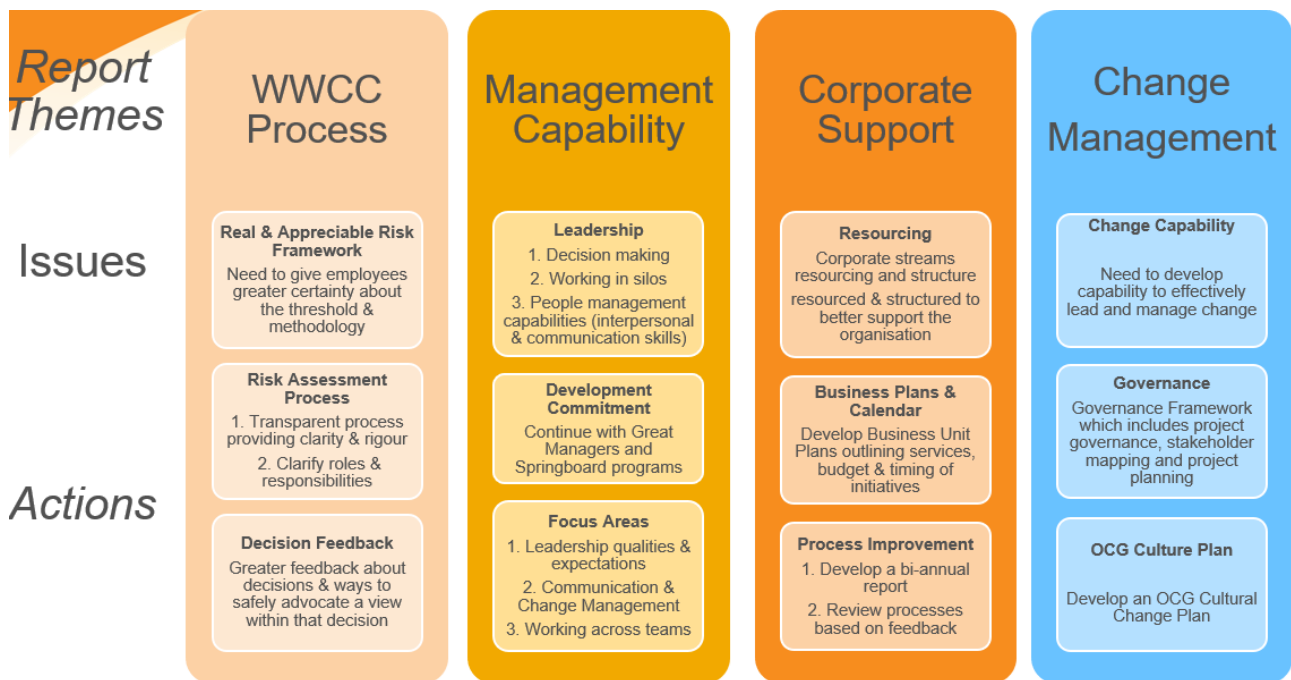 Report
Themes
WWCC
Process
Management
Capability
Corporate
Support
Change
Management
Issues
Real & Appreciable Risk
Framework
Need to give employees
greater certainty about
the threshold &
methodology
Leadership
1. Decision making
2. Working in silos
3. People management
capabilities (interpersonal
& communication skills)
Resourcing
Corporate streams
resourcing and structure
resourced & structured to
better support the
organisation
Change Capability
Need to develop
capability to effectively
lead and manage change
Actions
Risk Assessment
Process
1. Transparent process
providing clarity & rigour
2. Clarify roles &
responsibilities
Development
Commitment
Continue with Great
Managers and
Springboard programs
Business Plans &
Calendar
Develop Business Unit
Plans outlining services,
budget & timing of
initiatives
Governance
Governance Framework
which includes project
governance, stakeholder
mapping and project
planning
Decision Feedback
Greater feedback about
decisions & ways to
safely advocate a view
within that decision
Focus Areas
1. Leadership qualities &
expectations
2. Communication &
Change Management
3. Working across teams
Process Improvement
1. Develop a bi-annual
report
2. Review processes
based on feedback
OCG Culture Plan
Develop an OCG Cultural
Change Plan